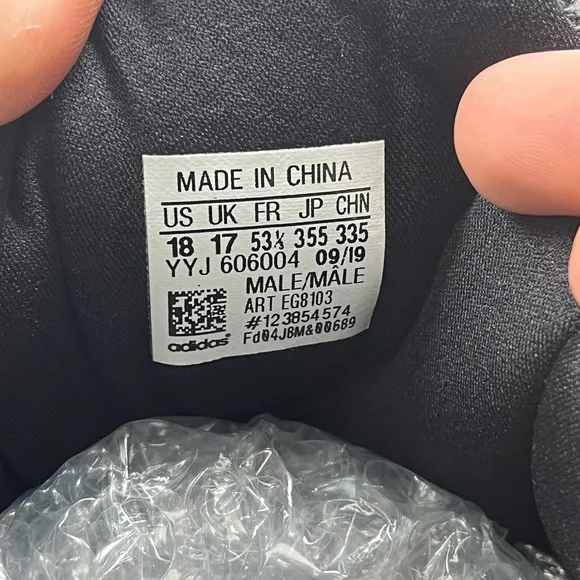 MADE IN CHINA
US UK FR JP CHN
18 17 53⅓ 355 335
YYJ 606004 09/19
MALE/MÂLE
ART EG8103
#123854574
adidas Fd04J6M&00689